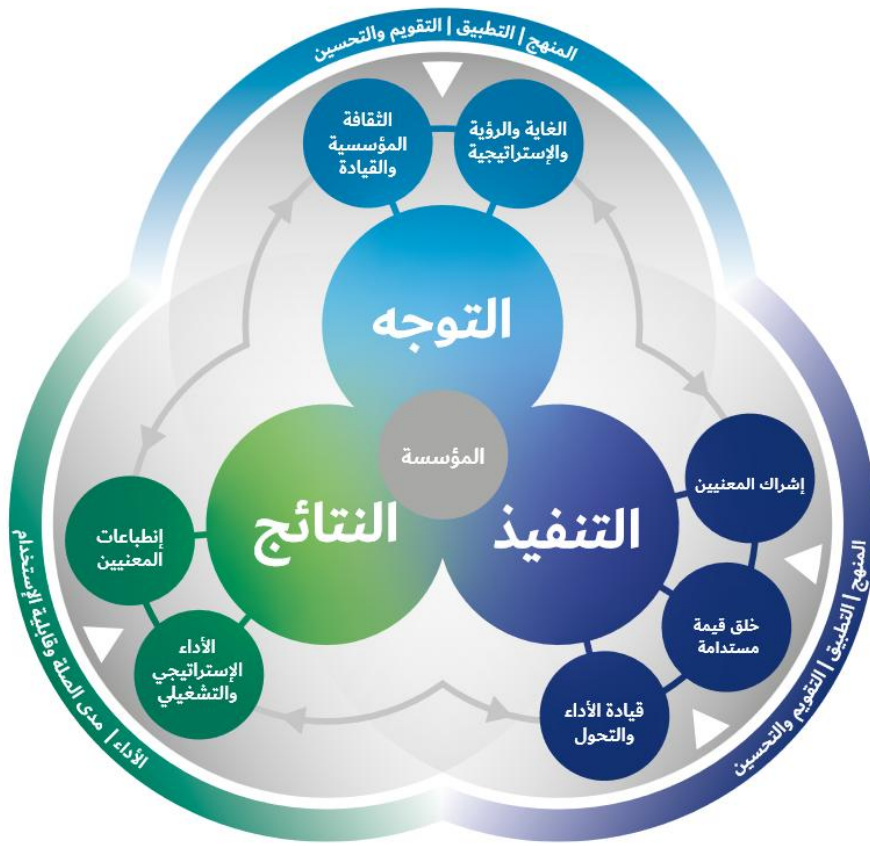 المنهج | التطبيق | التقويم والتحسين
الغاية والرؤية
والإستراتيجية
الثقافة
المؤسسية
والقيادة
التوجه
المؤسسة
التنفيذ
النتائج
إشراك المعنيين
خلق قيمة
مستدامة
قيادة الأداء
والتحول
إنطباعات
المعنيين
الأداء
الإستراتيجي
والتشغيلي
المنهج | التطبيق | التقويم والتحسين
الأداء | مدى الصلة وقابلية الإستخدام